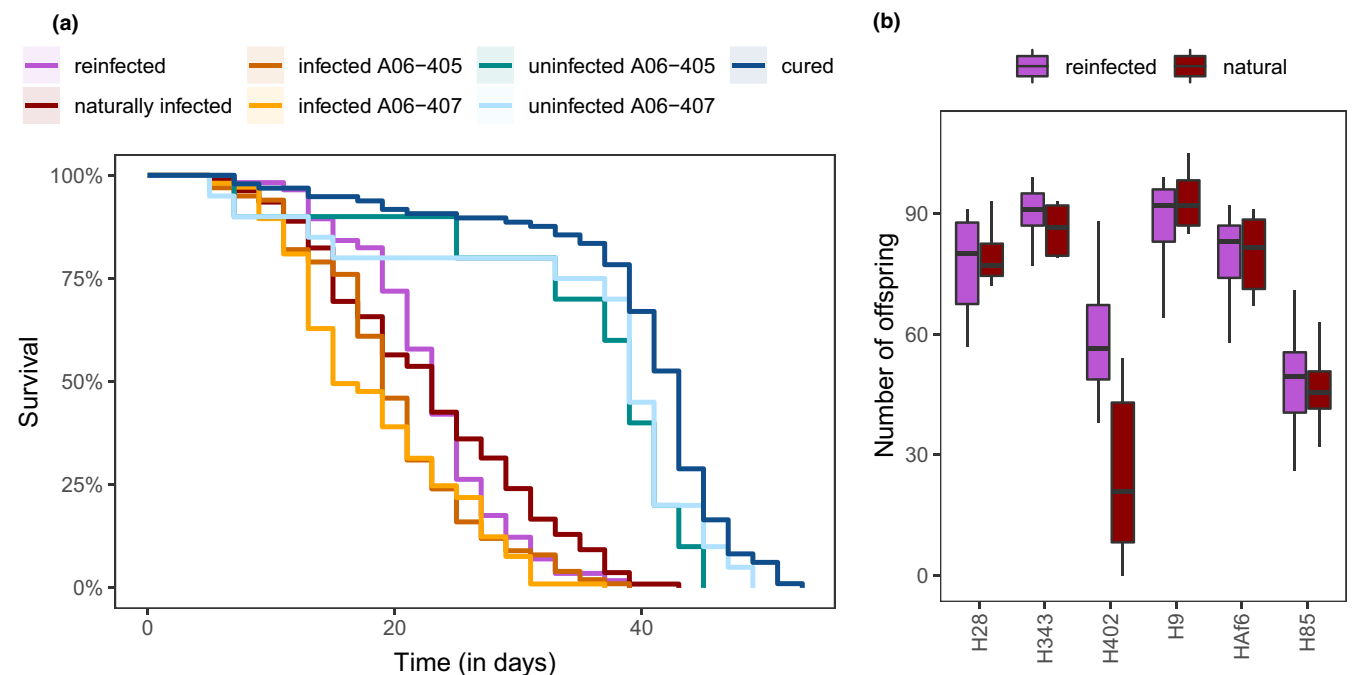 (a)
reinfected
infected A06−405
uninfected A06−405
cured
naturally infected
infected A06−407
uninfected A06−407
Survival
100%
75%
50%
25%
0%
0
20
40
Time (in days)
(b)
reinfected
natural
Number of offspring
90
60
30
0
H28
H343
H402
H9
HAf6
H85